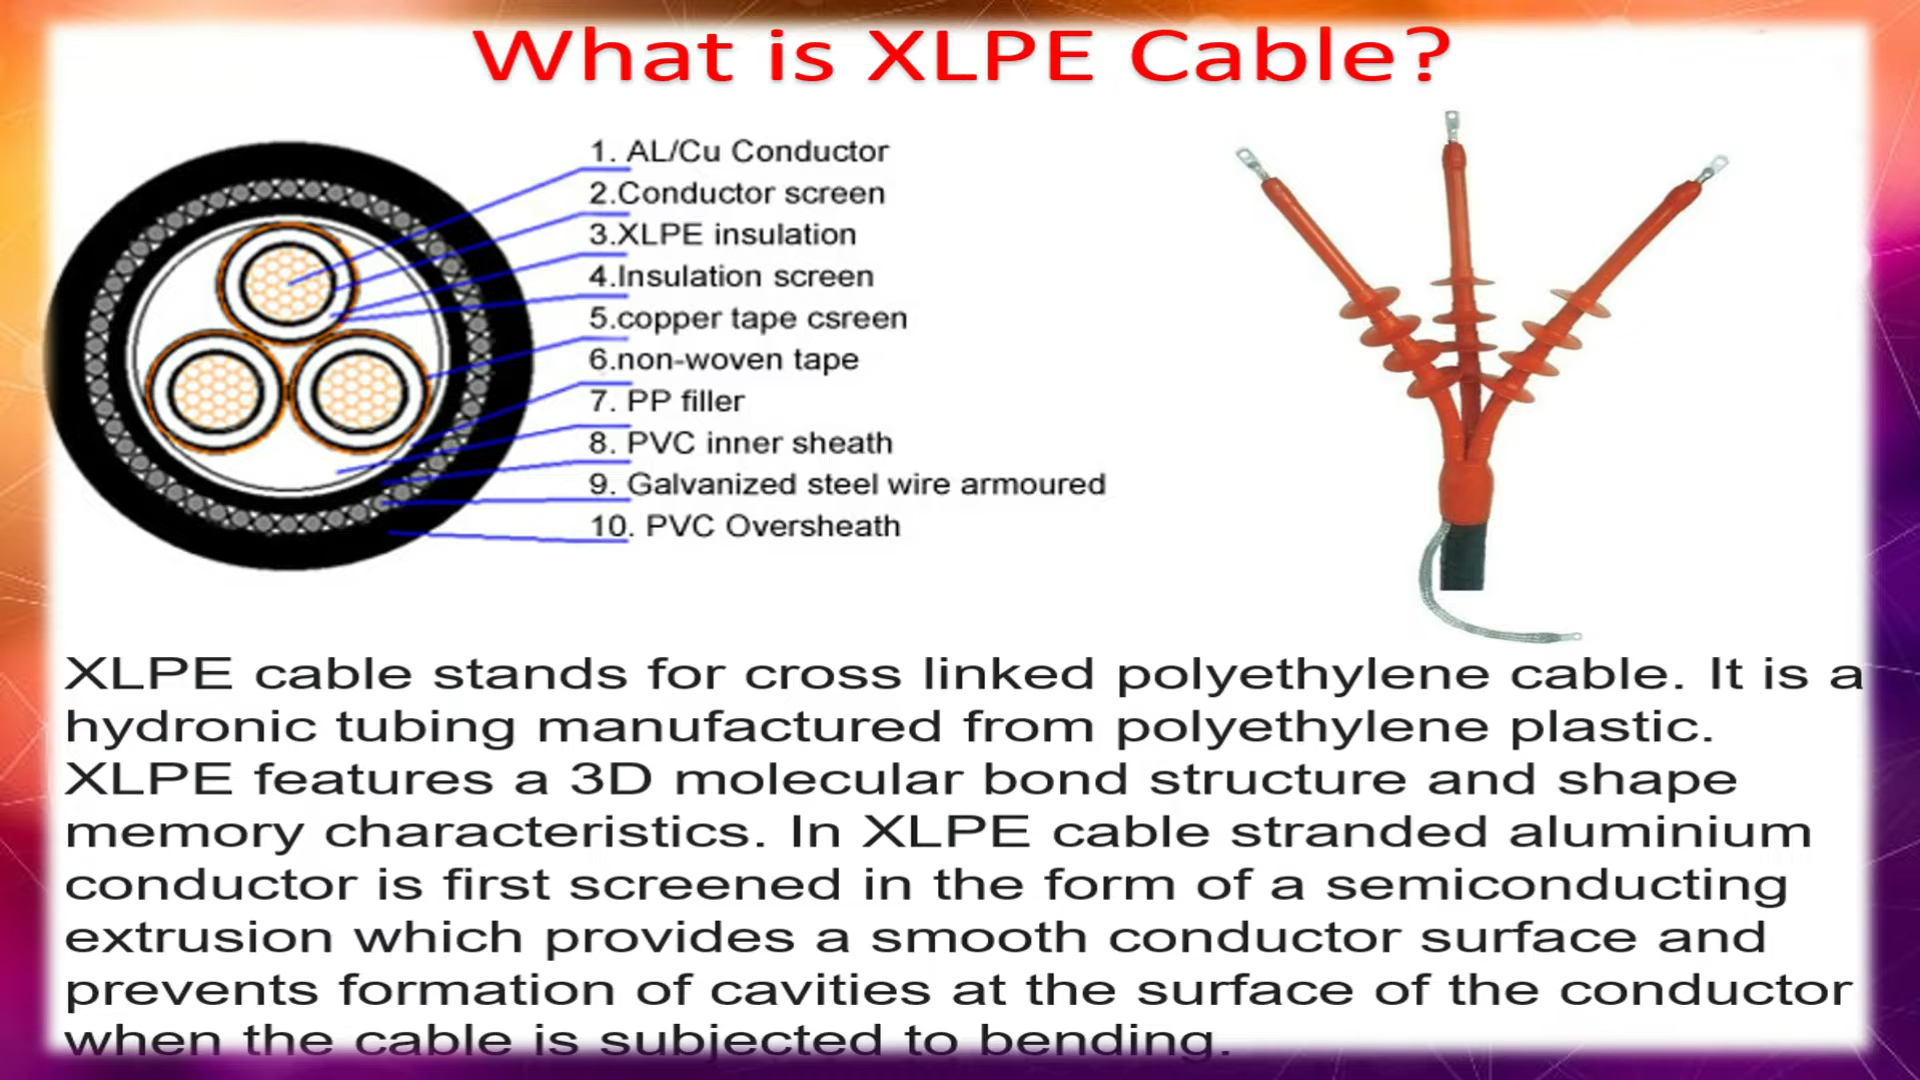 What is XLPE Cable?
1. AL/Cu Conductor
2.Conductor screen
3.XLPE insulation
4.Insulation screen
5.copper tape csreen
6.non-woven tape
7. PP filler
8. PVC inner sheath
9. Galvanized steel wire armoured
10. PVC Oversheath
XLPE cable stands for cross linked polyethylene cable. It is a
hydronic tubing manufactured from polyethylene plastic.
XLPE features a 3D molecular bond structure and shape
memory characteristics. In XLPE cable stranded aluminium
conductor is first screened in the form of a semiconducting
extrusion which provides a smooth conductor surface and
prevents formation of cavities at the surface of the conductor
when the cable is subjected to bending.